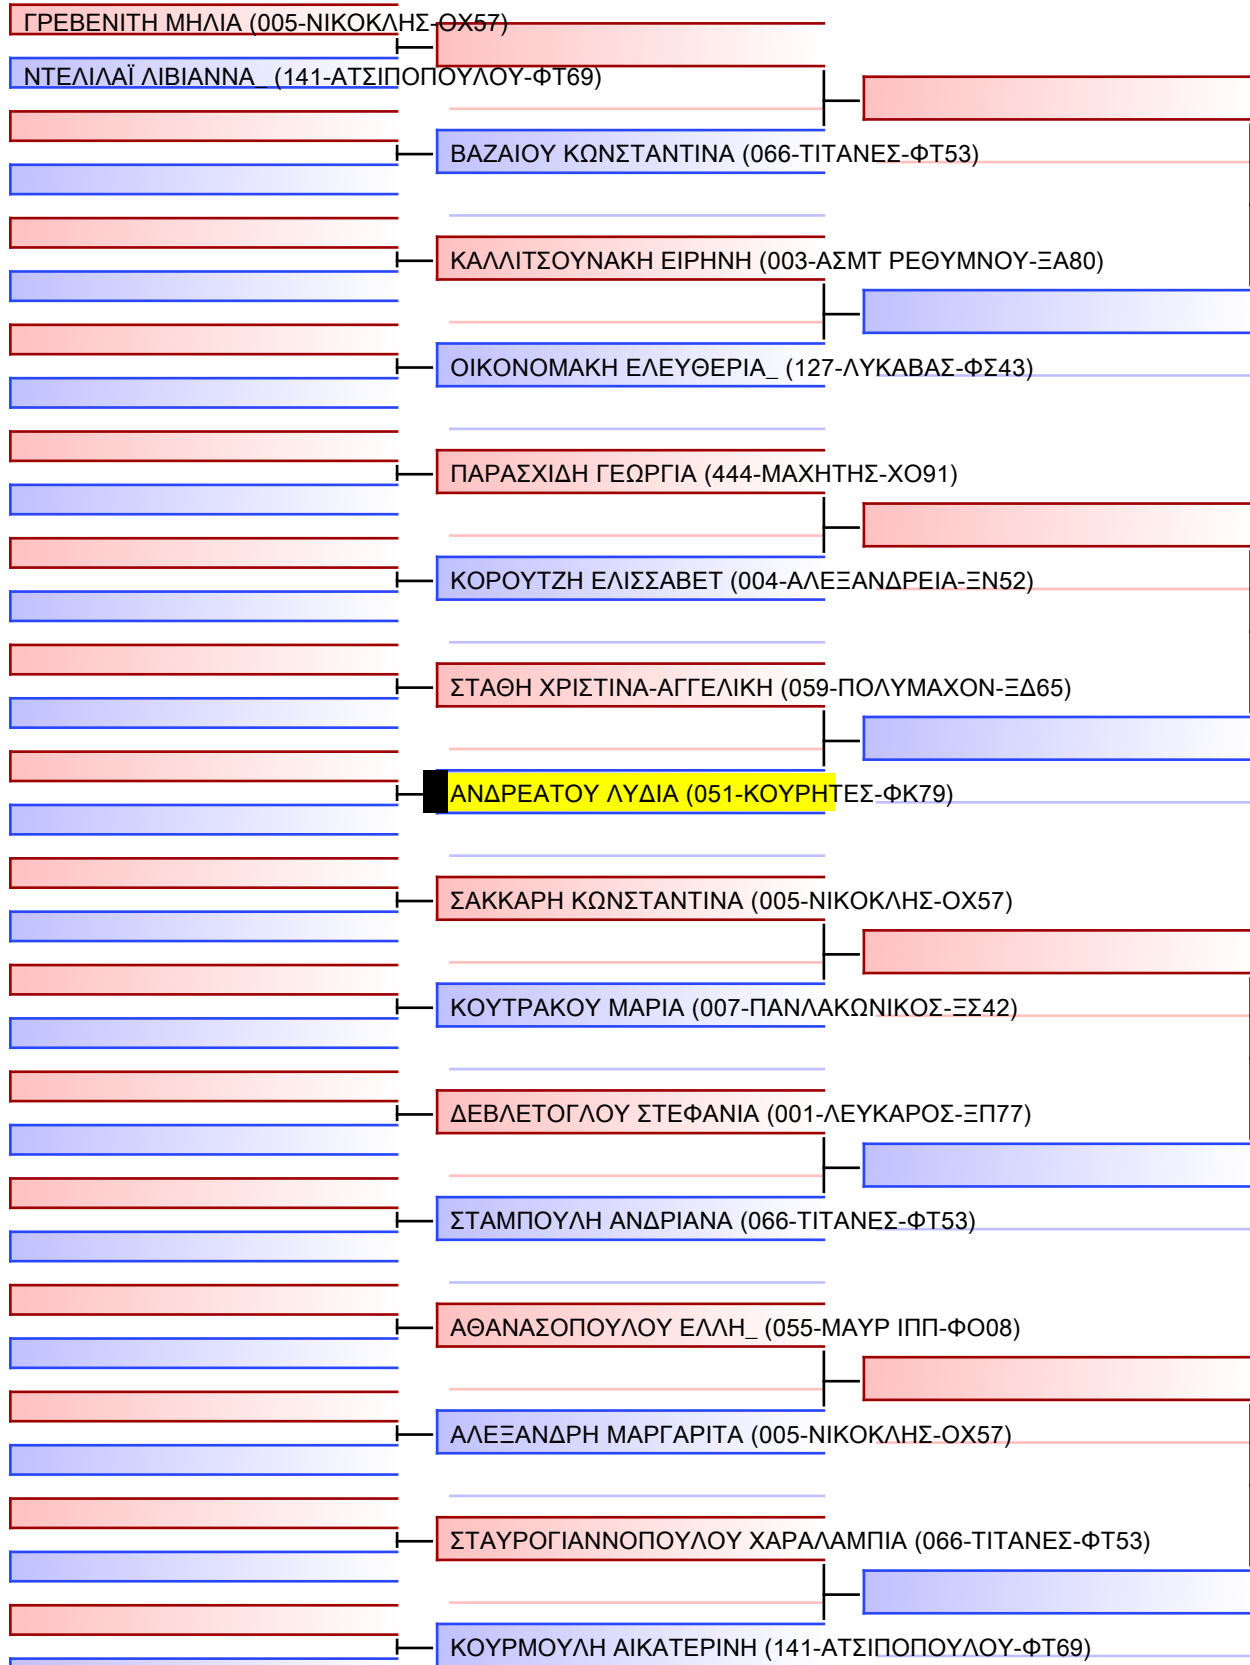 ΓΡΕΒΕΝΙΤΗ ΜΗΛΙΑ (005-ΝΙΚΟΚΛΗΣ-ΟΧ57)
ΝΤΕΛΙΛΑΪ ΛΙΒΙΑΝΝΑ_ (141-ΑΤΣΙΠΟΠΟΥΛΟΥ-ΦΤ69)
ΒΑΖΑΙΟΥ ΚΩΝΣΤΑΝΤΙΝΑ (066-ΤΙΤΑΝΕΣ-ΦΤ53)
ΚΑΛΛΙΤΣΟΥΝΑΚΗ ΕΙΡΗΝΗ (003-ΑΣΜΤ ΡΕΘΥΜΝΟΥ-ΞΑ80)
ΟΙΚΟΝΟΜΑΚΗ ΕΛΕΥΘΕΡΙΑ_ (127-ΛΥΚΑΒΑΣ-ΦΣ43)
ΠΑΡΑΣΧΙΔΗ ΓΕΩΡΓΙΑ (444-ΜΑΧΗΤΗΣ-ΧΟ91)
ΚΟΡΟΥΤΖΗ ΕΛΙΣΣΑΒΕΤ (004-ΑΛΕΞΑΝΔΡΕΙΑ-ΞΝ52)
ΣΤΑΘΗ ΧΡΙΣΤΙΝΑ-ΑΓΓΕΛΙΚΗ (059-ΠΟΛΥΜΑΧΟΝ-ΞΔ65)
ΑΝΔΡΕΑΤΟΥ ΛΥΔΙΑ (051-ΚΟΥΡΗΤΕΣ-ΦΚ79)
ΣΑΚΚΑΡΗ ΚΩΝΣΤΑΝΤΙΝΑ (005-ΝΙΚΟΚΛΗΣ-ΟΧ57)
ΚΟΥΤΡΑΚΟΥ ΜΑΡΙΑ (007-ΠΑΝΛΑΚΩΝΙΚΟΣ-ΞΣ42)
ΔΕΒΛΕΤΟΓΛΟΥ ΣΤΕΦΑΝΙΑ (001-ΛΕΥΚΑΡΟΣ-ΞΠ77)
ΣΤΑΜΠΟΥΛΗ ΑΝΔΡΙΑΝΑ (066-ΤΙΤΑΝΕΣ-ΦΤ53)
ΑΘΑΝΑΣΟΠΟΥΛΟΥ ΕΛΛΗ_ (055-ΜΑΥΡ ΙΠΠ-ΦΟ08)
ΑΛΕΞΑΝΔΡΗ ΜΑΡΓΑΡΙΤΑ (005-ΝΙΚΟΚΛΗΣ-ΟΧ57)
ΣΤΑΥΡΟΓΙΑΝΝΟΠΟΥΛΟΥ ΧΑΡΑΛΑΜΠΙΑ (066-ΤΙΤΑΝΕΣ-ΦΤ53)
ΚΟΥΡΜΟΥΛΗ ΑΙΚΑΤΕΡΙΝΗ (141-ΑΤΣΙΠΟΠΟΥΛΟΥ-ΦΤ69)